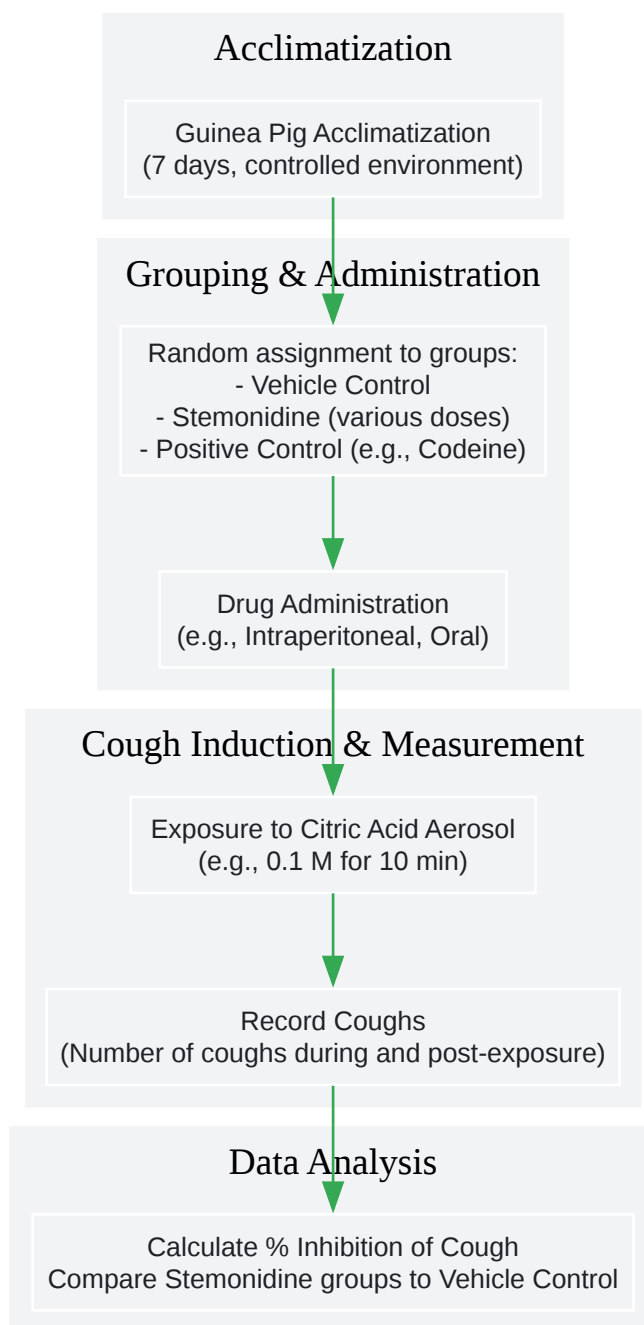 Acclimatization
Guinea Pig Acclimatization
(7 days, controlled environment)
Grouping & Administration
Random assignment to groups:
- Vehicle Control
- Stemonidine (various doses)
- Positive Control (e.g., Codeine)
Drug Administration
(e.g., Intraperitoneal, Oral)
Cough Induction & Measurement
Exposure to Citric Acid Aerosol
(e.g., 0.1 M for 10 min)
Record Coughs
(Number of coughs during and post-exposure)
Data Analysis
Calculate % Inhibition of Cough
Compare Stemonidine groups to Vehicle Control